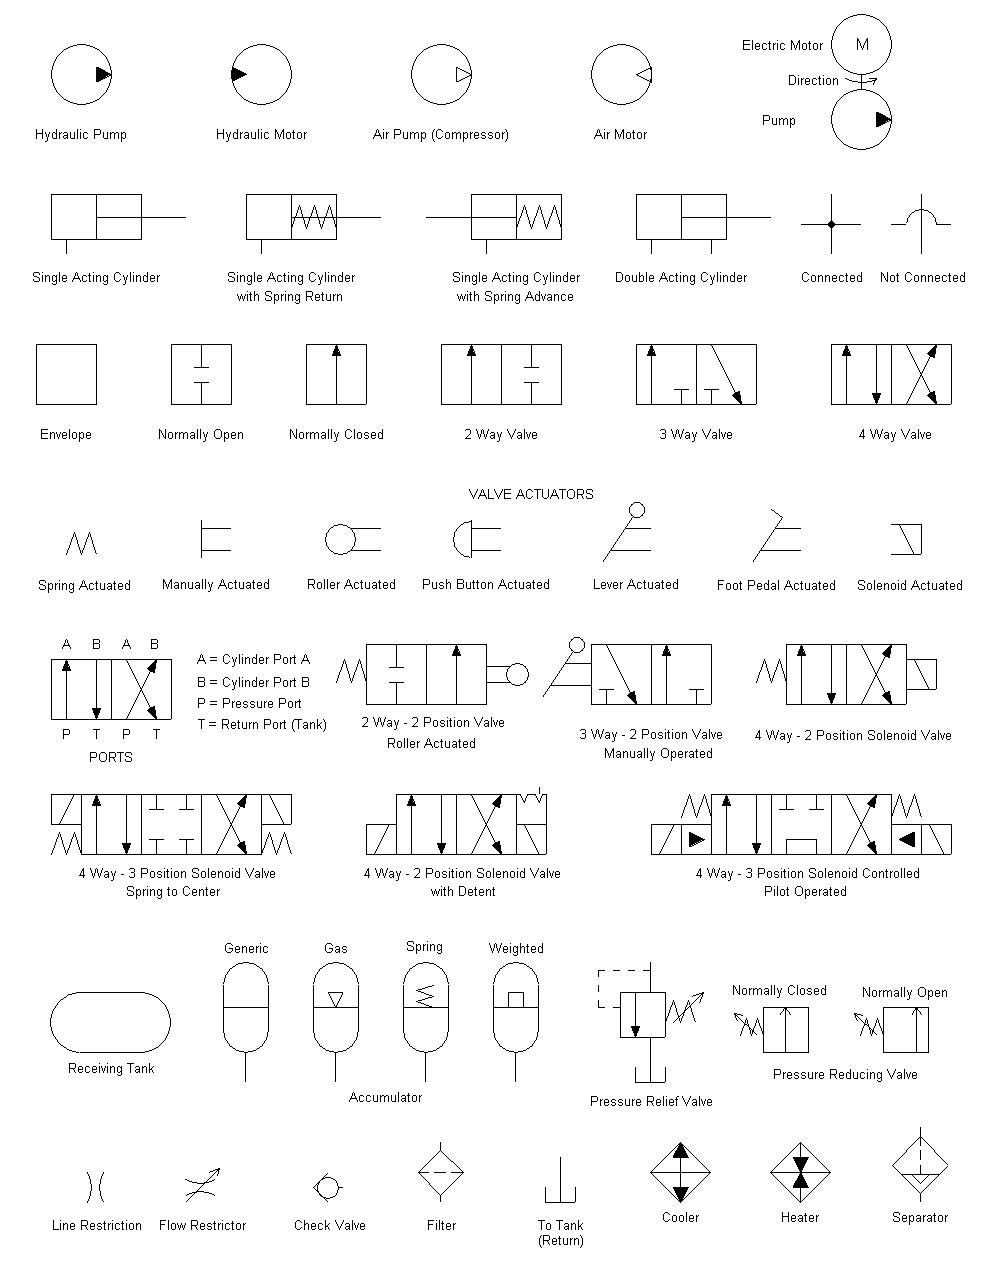 Electric Motor
M
Direction
Pump
Hydraulic Pump
Hydraulic Motor
Air Pump (Compressor)
Air Motor
Single Acting Cylinder
Single Acting Cylinder
with Spring Return
Single Acting Cylinder
with Spring Advance
Double Acting Cylinder
Connected
Not Connected
Envelope
Normally Open
Normally Closed
2 Way Valve
3 Way Valve
4 Way Valve
VALVE ACTUATORS
Spring Actuated
Manually Actuated
Roller Actuated
Push Button Actuated
Lever Actuated
Foot Pedal Actuated
Solenoid Actuated
A B A B
P T P T
PORTS
A = Cylinder Port A
B = Cylinder Port B
P = Pressure Port
T = Return Port (Tank)
2 Way - 2 Position Valve
Roller Actuated
3 Way - 2 Position Valve
Manually Operated
4 Way - 2 Position Solenoid Valve
4 Way - 3 Position Solenoid Valve
Spring to Center
4 Way - 2 Position Solenoid Valve
with Detent
4 Way - 3 Position Solenoid Controlled
Pilot Operated
Receiving Tank
Generic
Gas
Spring
Weighted
Accumulator
Pressure Relief Valve
Normally Closed
Normally Open
Pressure Reducing Valve
Line Restriction
Flow Restrictor
Check Valve
Filter
To Tank
(Return)
Cooler
Heater
Separator